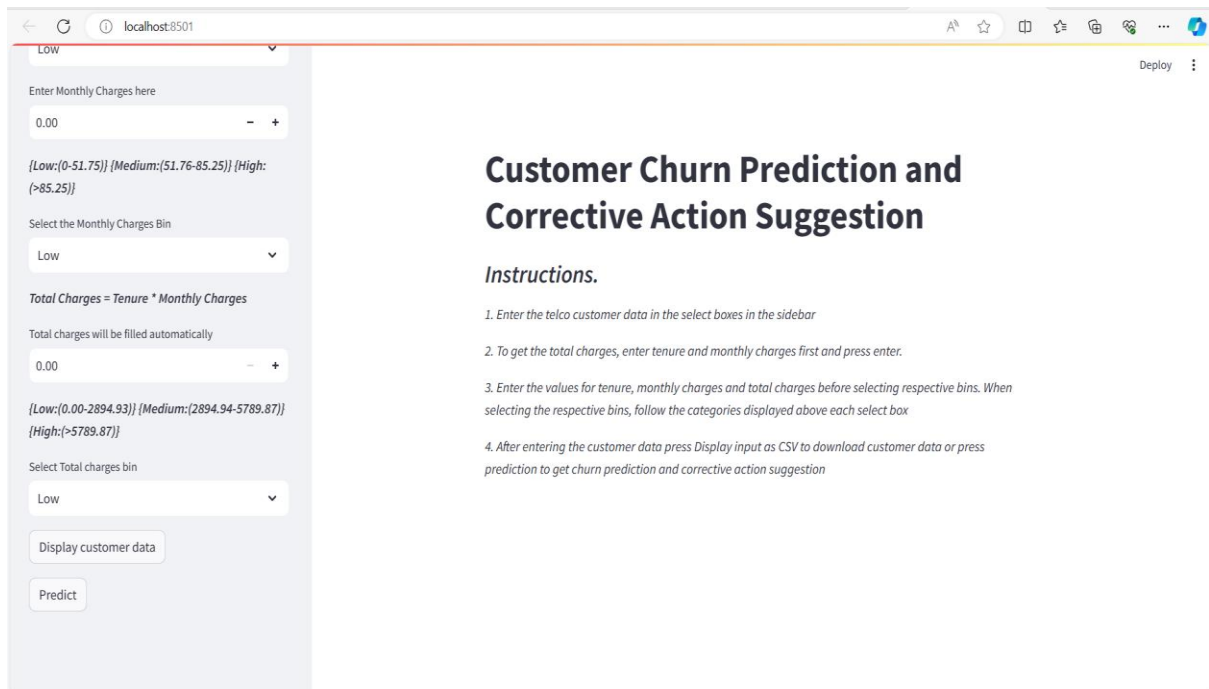 localhost:8501
Deploy
Low
Enter Monthly Charges here
0.00 - +
{Low:(0-51.75)} {Medium:(51.76-85.25)} {High:
(>85.25)}
Select the Monthly Charges Bin
Low
Total Charges = Tenure * Monthly Charges
Total charges will be filled automatically
0.00 - +
{Low:(0.00-2894.93)} {Medium:(2894.94-5789.87)}
{High:(>5789.87)}
Select Total charges bin
Low
Display customer data
Predict
Customer Churn Prediction and
Corrective Action Suggestion
Instructions.
1. Enter the telco customer data in the select boxes in the sidebar
2. To get the total charges, enter tenure and monthly charges first and press enter.
3. Enter the values for tenure, monthly charges and total charges before selecting respective bins. When
selecting the respective bins, follow the categories displayed above each select box
4. After entering the customer data press Display input as CSV to download customer data or press
prediction to get churn prediction and corrective action suggestion